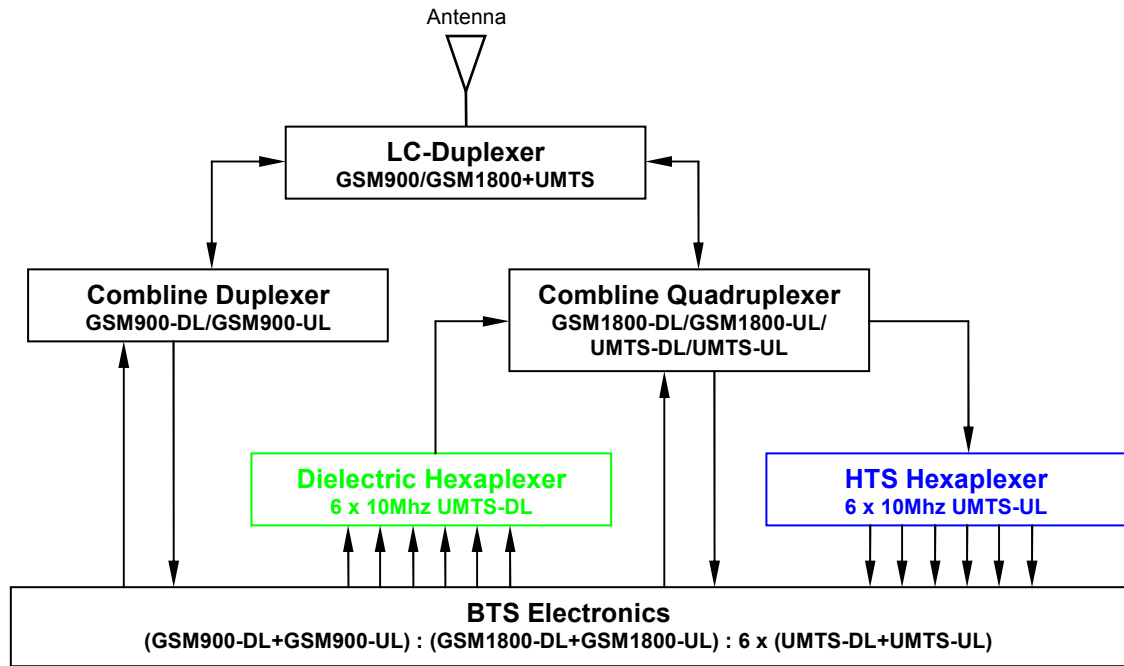 Antenna
LC-Duplexer
GSM900/GSM1800+UMTS
Combline Duplexer
GSM900-DL/GSM900-UL
Combline Quadruplexer
GSM1800-DL/GSM1800-UL/
UMTS-DL/UMTS-UL
Dielectric Hexaplexer
6 x 10Mhz UMTS-DL
HTS Hexaplexer
6 x 10Mhz UMTS-UL
BTS Electronics
(GSM900-DL+GSM900-UL) : (GSM1800-DL+GSM1800-UL) : 6 x (UMTS-DL+UMTS-UL)